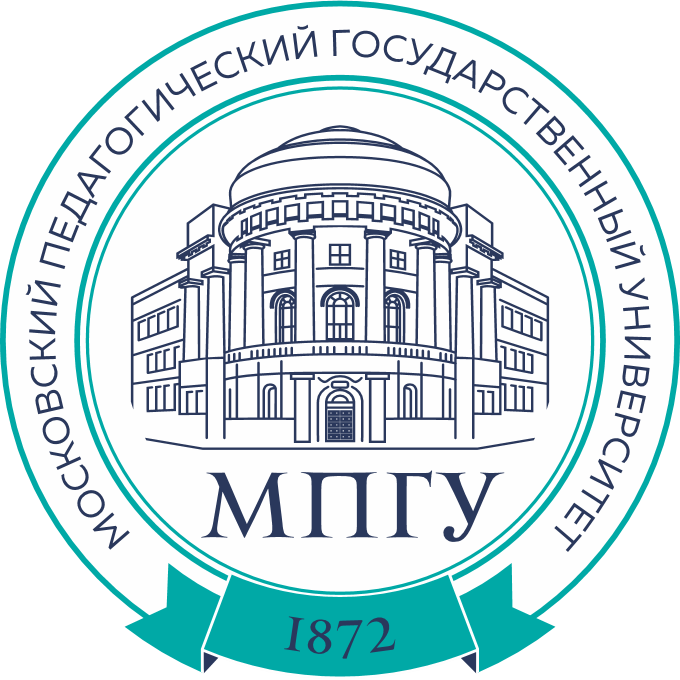 МОСКОВСКИЙ ПЕДАГОГИЧЕСКИЙ ГОСУДАРСТВЕННЫЙ УНИВЕРСИТЕТ
МПГУ
1872